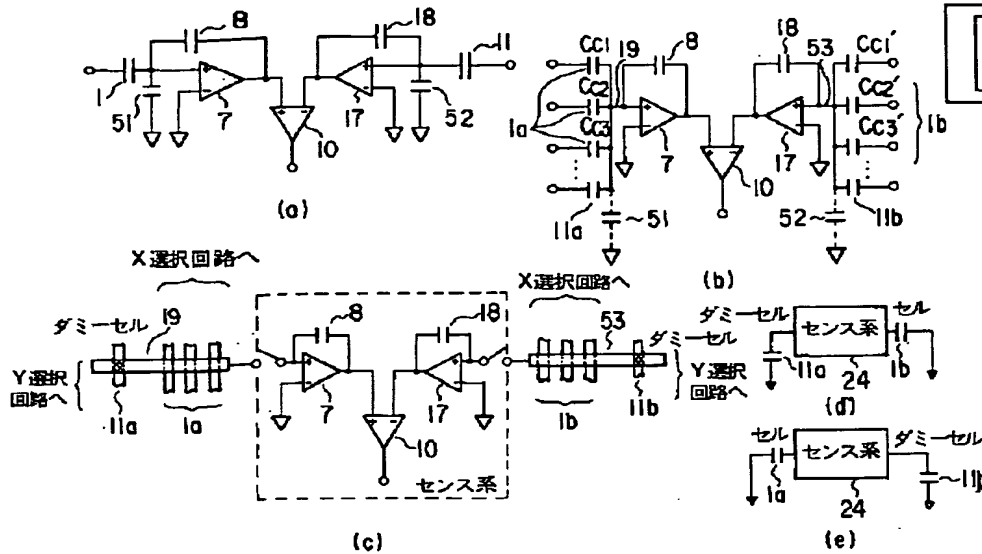 8
18
11
1
51
7
17
52
10
(a)
CC1
CC2
CC3
1a
19
8
18
53
CC1'
CC2'
CC3'
1b
7
17
10
11a
51
52
11b
(b)
X選択回路へ
ダミーセル
19
Y選択
回路へ
11a
1a
8
18
7
17
10
センス系
X選択回路へ
53
ダミーセル
Y選択
回路へ
1b
11b
(c)
ダミーセル
センス系
セル
11a
24
1b
(d)
セル
センス系
ダミーセル
1a
24
11b
(e)